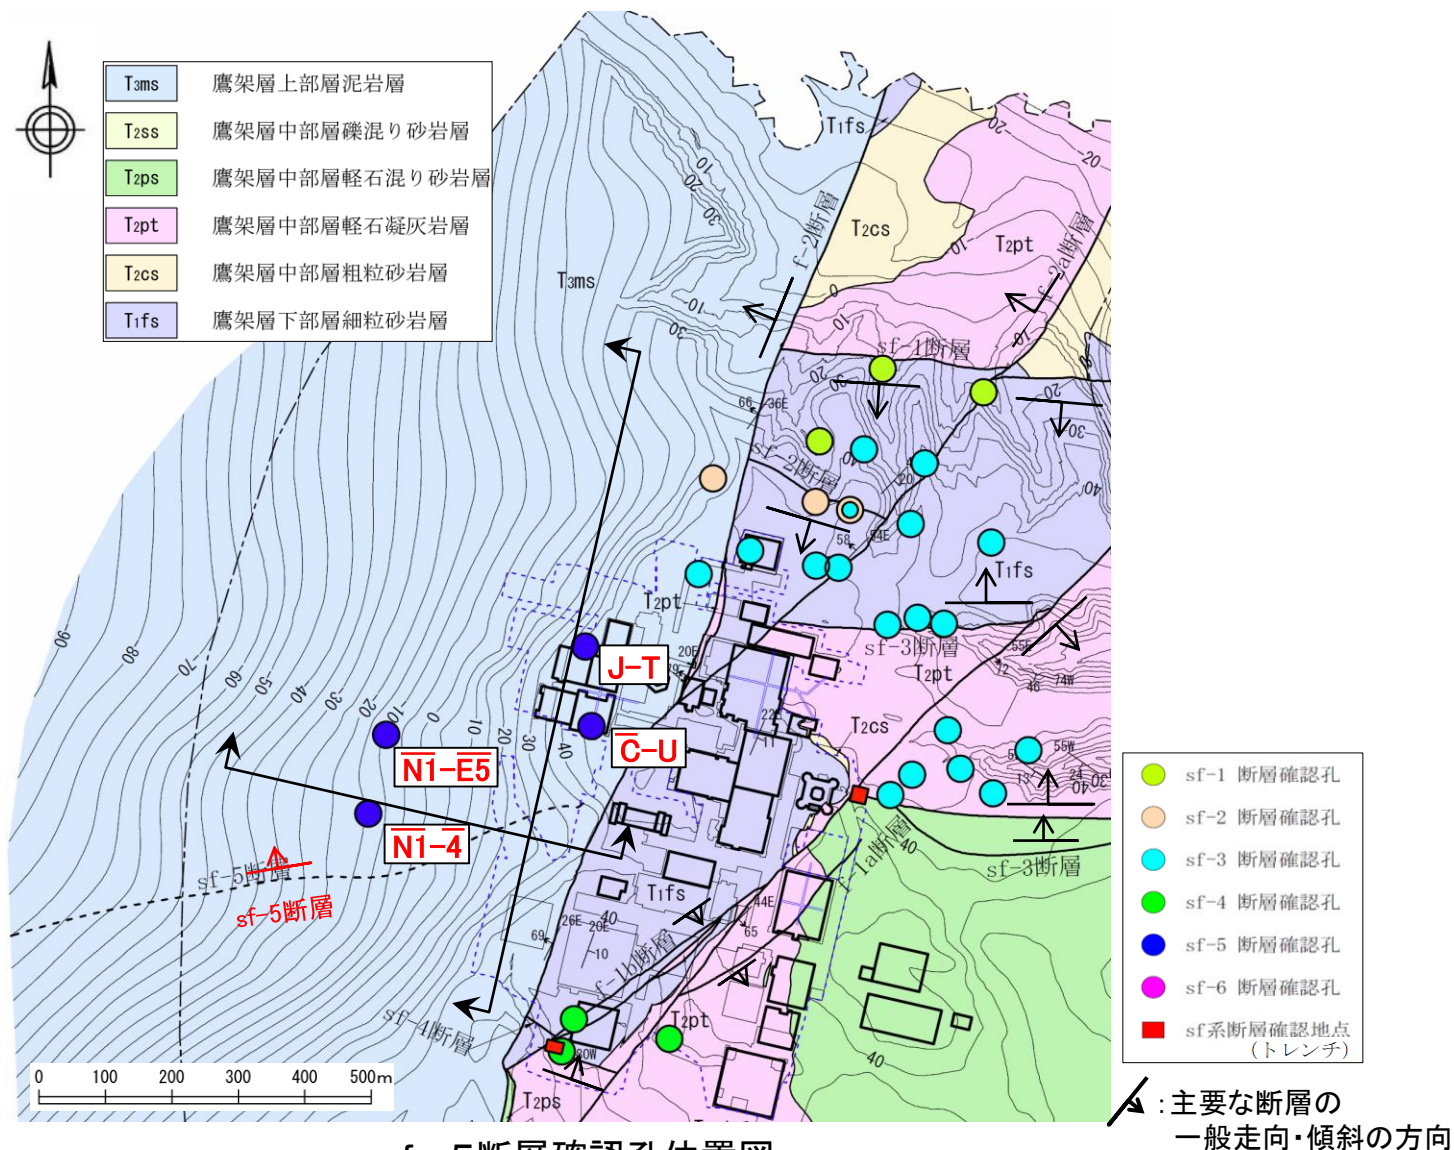 T3ms 鷹架層上部層泥岩層
T2ss 鷹架層中部層礫混り砂岩層
T2ps 鷹架層中部層軽石混り砂岩層
T2pt 鷹架層中部層軽石凝灰岩層
T2cs 鷹架層中部層粗粒砂岩層
T1fs 鷹架層下部層細粒砂岩層
T1fs
T2cs
T2pt
T3ms
f-2断層
f-2a断層
sf-1断層
sf-2断層
T1fs
T2pt
sf-3断層
T2pt
J-T
C̅-U
T2cs
N̅1̅-E̅5̅
N̅1̅-4̅
sf-5断層
sf-5断層
T1fs
f-1a断層
sf-3断層
f-1b断層
sf-4断層
T2pt
T2ps
0 100 200 300 400 500m
sf-1 断層確認孔
sf-2 断層確認孔
sf-3 断層確認孔
sf-4 断層確認孔
sf-5 断層確認孔
sf-6 断層確認孔
sf系断層確認地点
(トレンチ)
:主要な断層の
一般走向・傾斜の方向